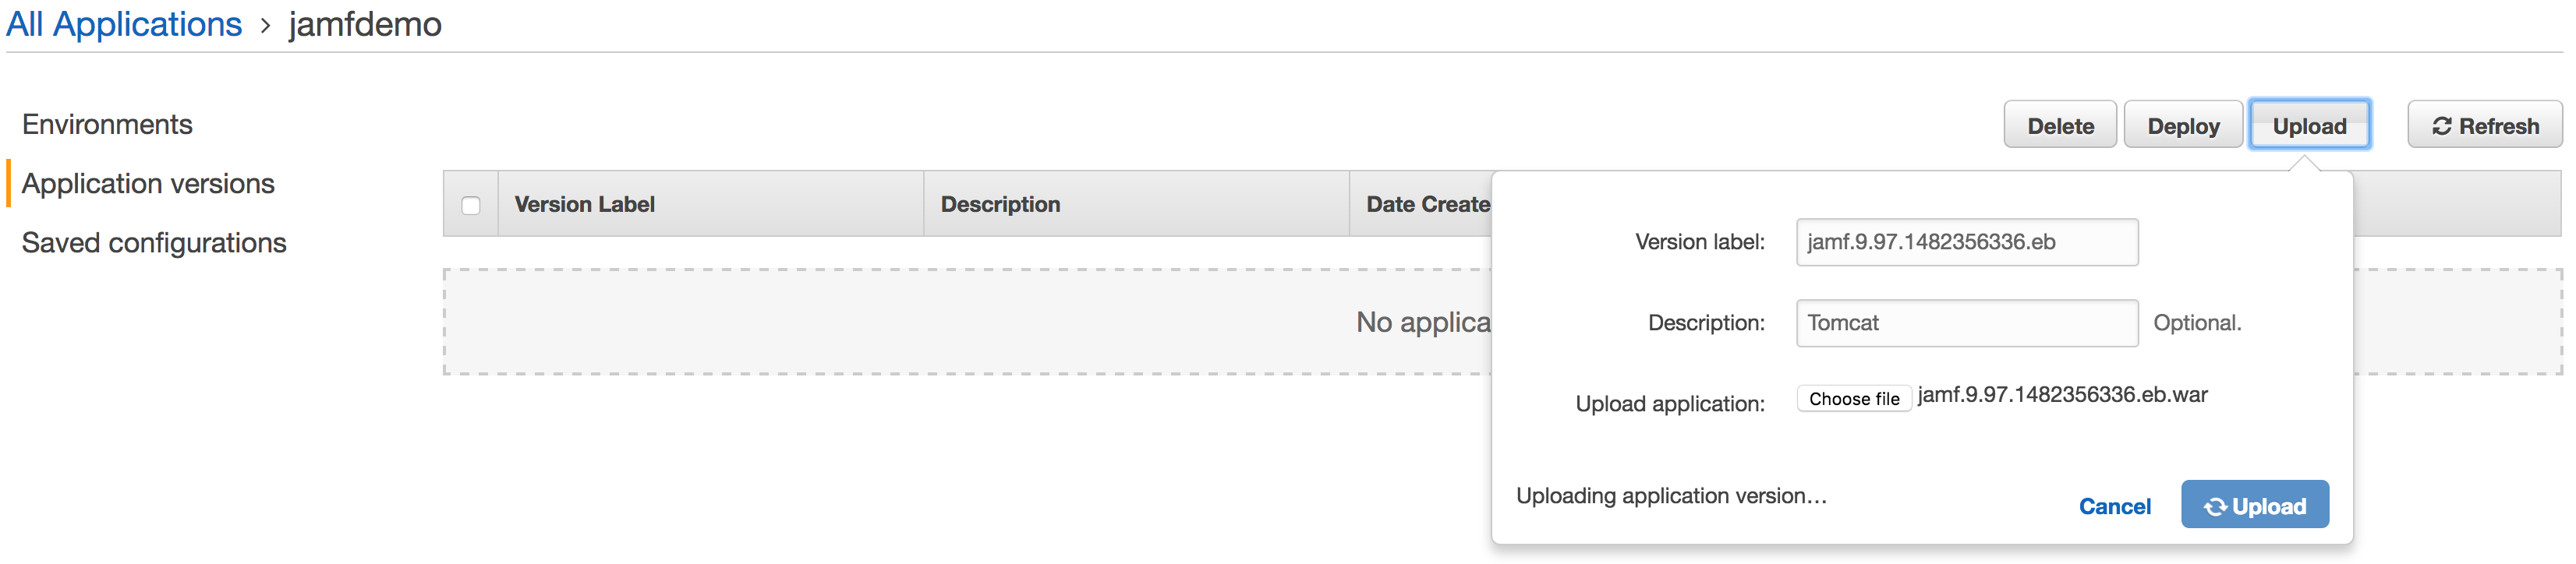 All Applications › jamfdemo
Environments
Application versions
Saved configurations
Delete Deploy Upload Refresh
Version Label Description Date Create
No applica
Version label: jamf.9.97.1482356336.eb
Description: Tomcat Optional.
Upload application: Choose file jamf.9.97.1482356336.eb.war
Uploading application version…
Cancel Upload